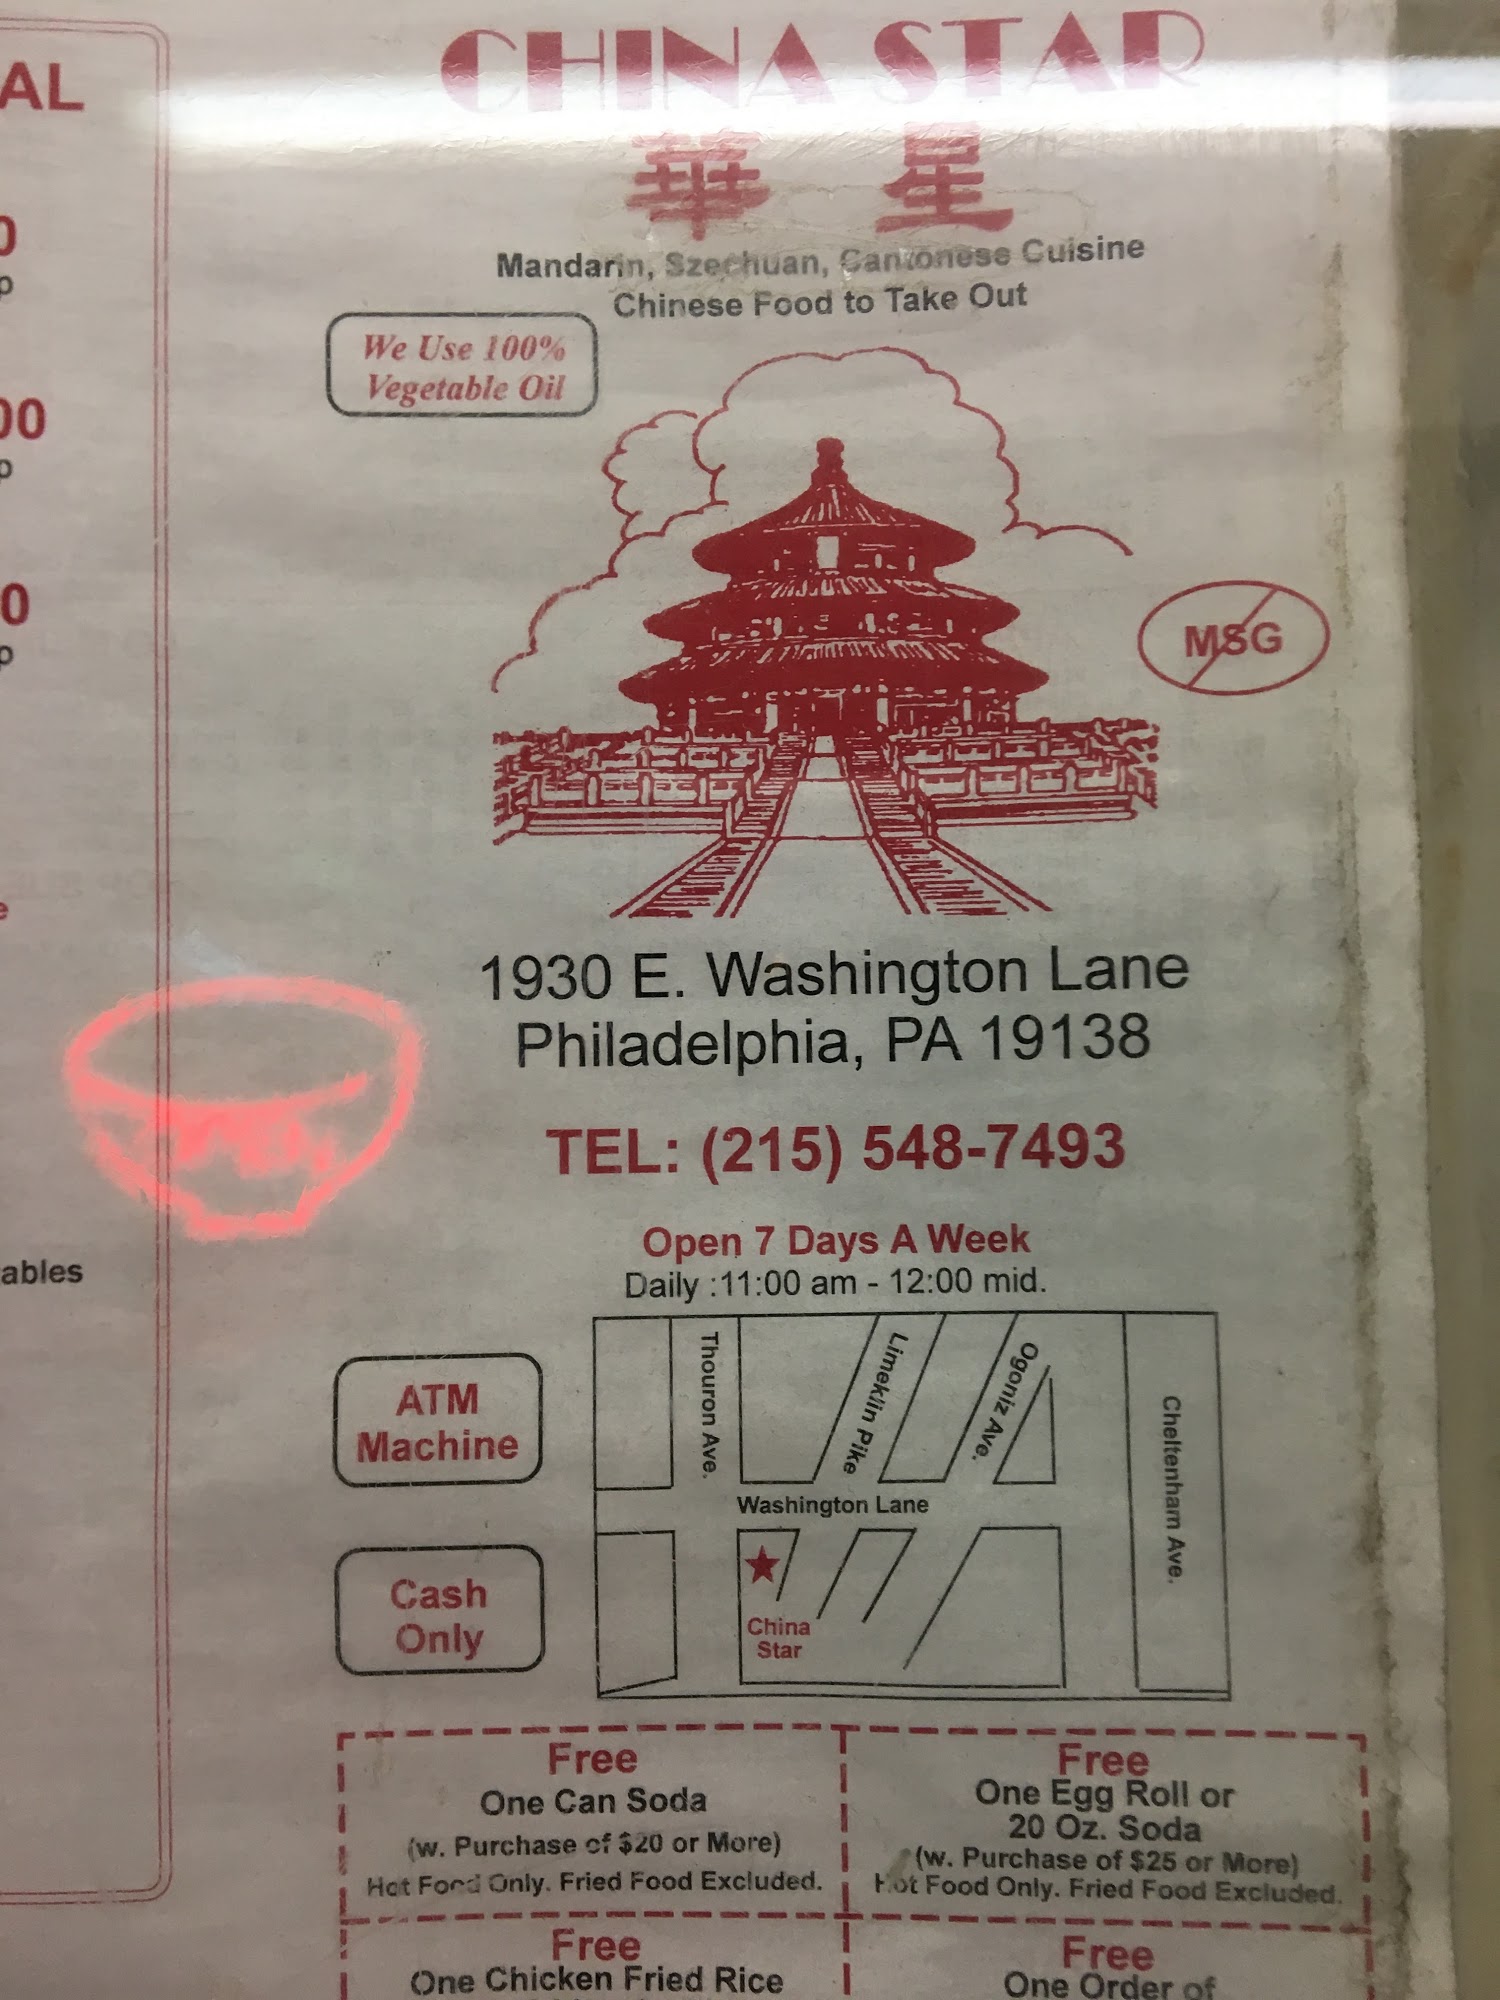 CHINA STAR
華 星
Mandarin, Szechuan, Cantonese Cuisine
Chinese Food to Take Out
We Use 100%
Vegetable Oil
MSG
1930 E. Washington Lane
Philadelphia, PA 19138
TEL: (215) 548-7493
Open 7 Days A Week
Daily :11:00 am - 12:00 mid.
ATM
Machine
Cash
Only
Thouron Ave.
Limeklin Pike
Ogoniz Ave.
Cheltenham Ave.
Washington Lane
China
Star
Free
One Can Soda
(w. Purchase of $20 or More)
Hot Food Only. Fried Food Excluded.
Free
One Egg Roll or
20 Oz. Soda
(w. Purchase of $25 or More)
Hot Food Only. Fried Food Excluded.
Free
One Chicken Fried Rice
Free
One Order of